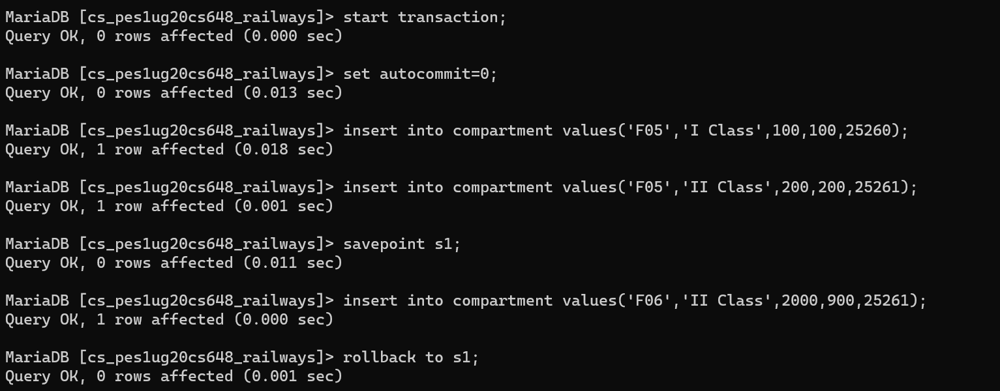 MariaDB [cs_pes1ug20cs648_railways]> start transaction;
Query OK, 0 rows affected (0.000 sec)
MariaDB [cs_pes1ug20cs648_railways]> set autocommit=0;
Query OK, 0 rows affected (0.013 sec)
MariaDB [cs_pes1ug20cs648_railways]> insert into compartment values('F05','I Class',100,100,25260);
Query OK, 1 row affected (0.018 sec)
MariaDB [cs_pes1ug20cs648_railways]> insert into compartment values('F05','II Class',200,200,25261);
Query OK, 1 row affected (0.001 sec)
MariaDB [cs_pes1ug20cs648_railways]> savepoint s1;
Query OK, 0 rows affected (0.011 sec)
MariaDB [cs_pes1ug20cs648_railways]> insert into compartment values('F06','II Class',2000,900,25261);
Query OK, 1 row affected (0.000 sec)
MariaDB [cs_pes1ug20cs648_railways]> rollback to s1;
Query OK, 0 rows affected (0.001 sec)